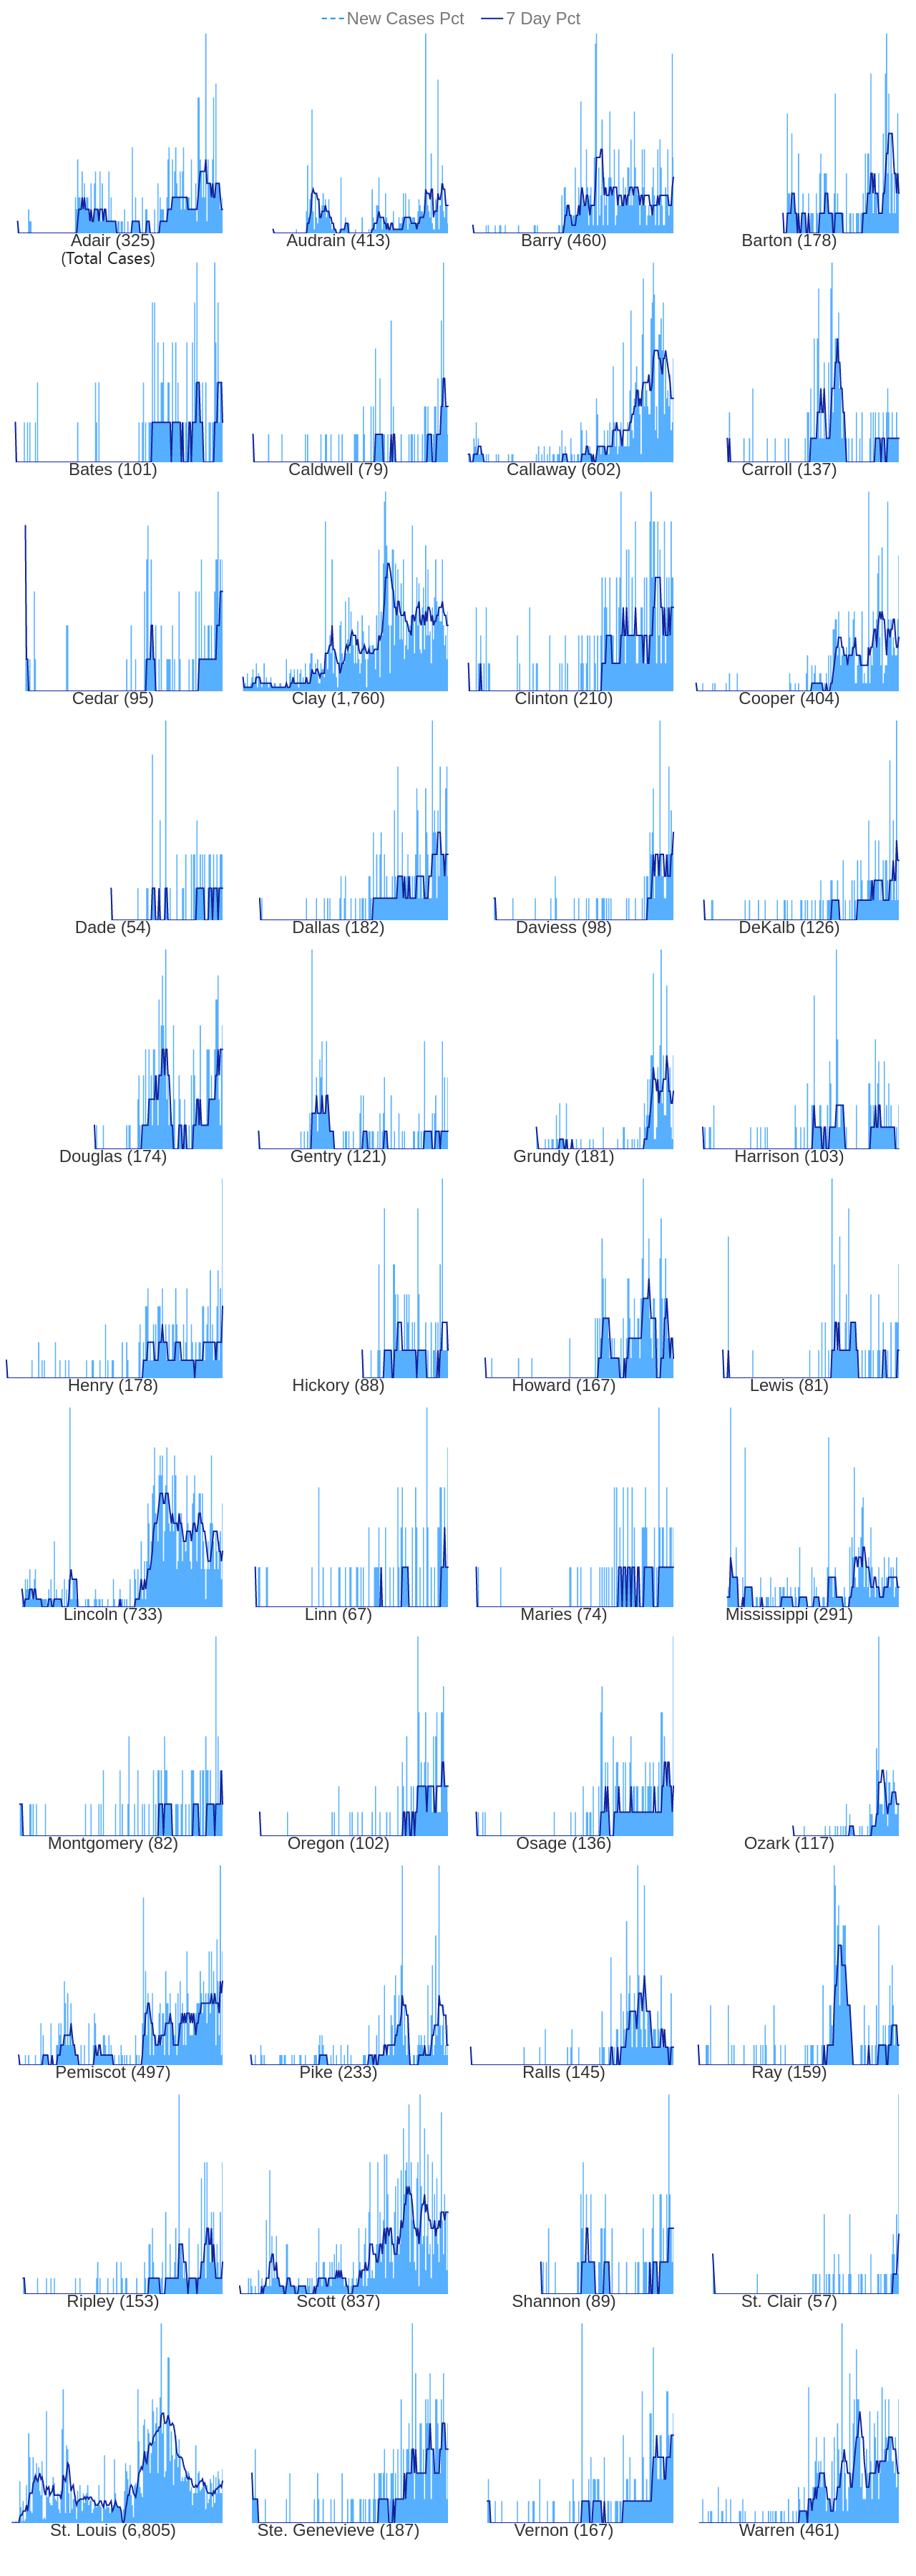 New Cases Pct 7 Day Pct
Adair (325) Audrain (413) Barry (460) Barton (178)
(Total Cases)
Bates (101) Caldwell (79) Callaway (602) Carroll (137)
Cedar (95) Clay (1,760) Clinton (210) Cooper (404)
Dade (54) Dallas (182) Daviess (98) DeKalb (126)
Douglas (174) Gentry (121) Grundy (181) Harrison (103)
Henry (178) Hickory (88) Howard (167) Lewis (81)
Lincoln (733) Linn (67) Maries (74) Mississippi (291)
Montgomery (82) Oregon (102) Osage (136) Ozark (117)
Pemiscot (497) Pike (233) Ralls (145) Ray (159)
Ripley (153) Scott (837) Shannon (89) St. Clair (57)
St. Louis (6,805) Ste. Genevieve (187) Vernon (167) Warren (461)